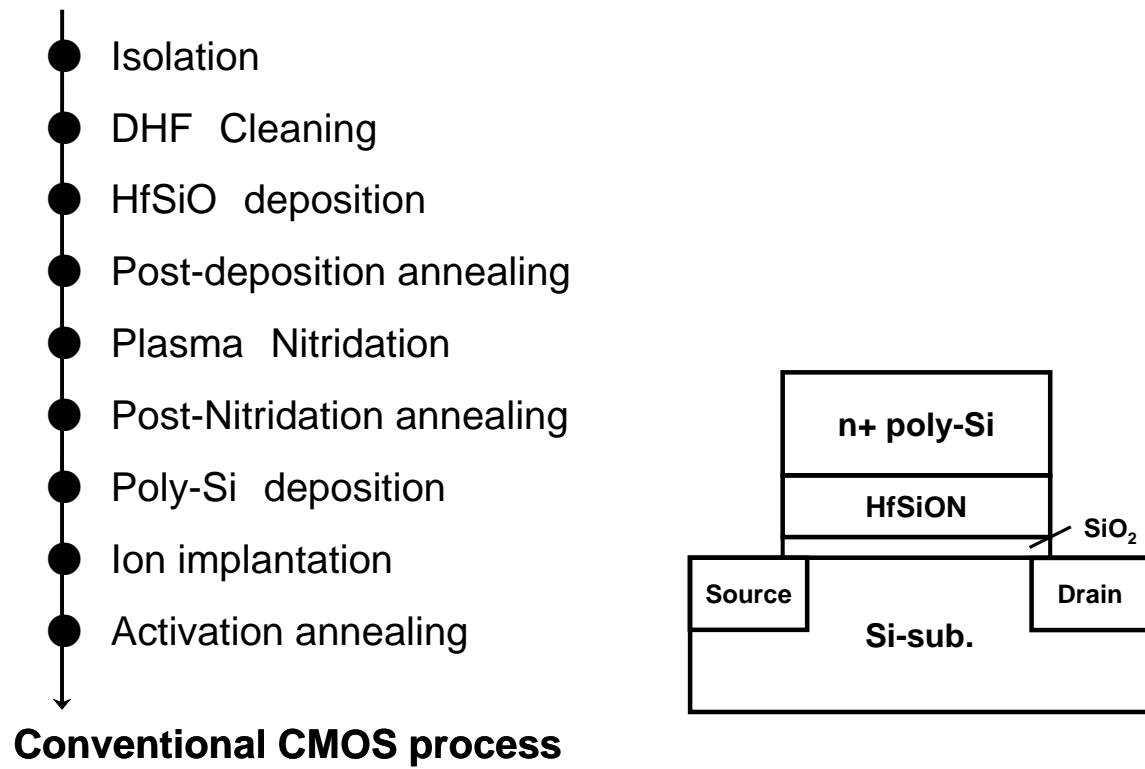 Isolation
DHF Cleaning
HfSiO deposition
Post-deposition annealing
Plasma Nitridation
Post-Nitridation annealing
Poly-Si deposition
Ion implantation
Activation annealing
Conventional CMOS process
n+ poly-Si
HfSiON
SiO₂
Source
Drain
Si-sub.